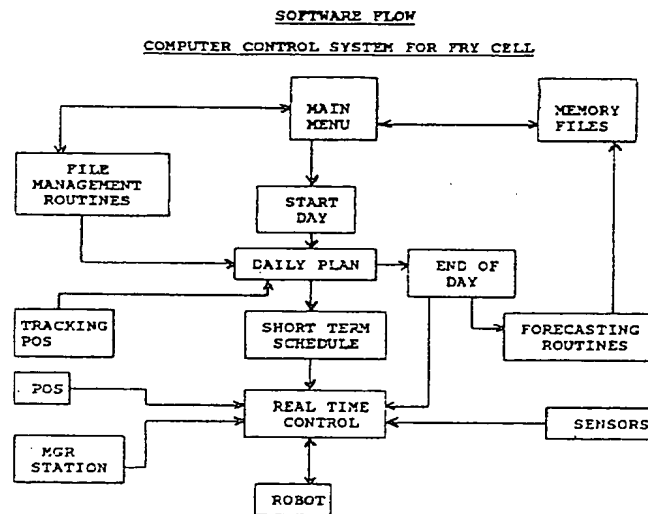 SOFTWARE FLOW
COMPUTER CONTROL SYSTEM FOR FRY CELL
MAIN
MENU
MEMORY
FILES
FILE
MANAGEMENT
ROUTINES
START
DAY
DAILY PLAN
END OF
DAY
TRACKING
POS
SHORT TERM
SCHEDULE
FORECASTING
ROUTINES
POS
REAL TIME
CONTROL
SENSORS
MGR
STATION
ROBOT